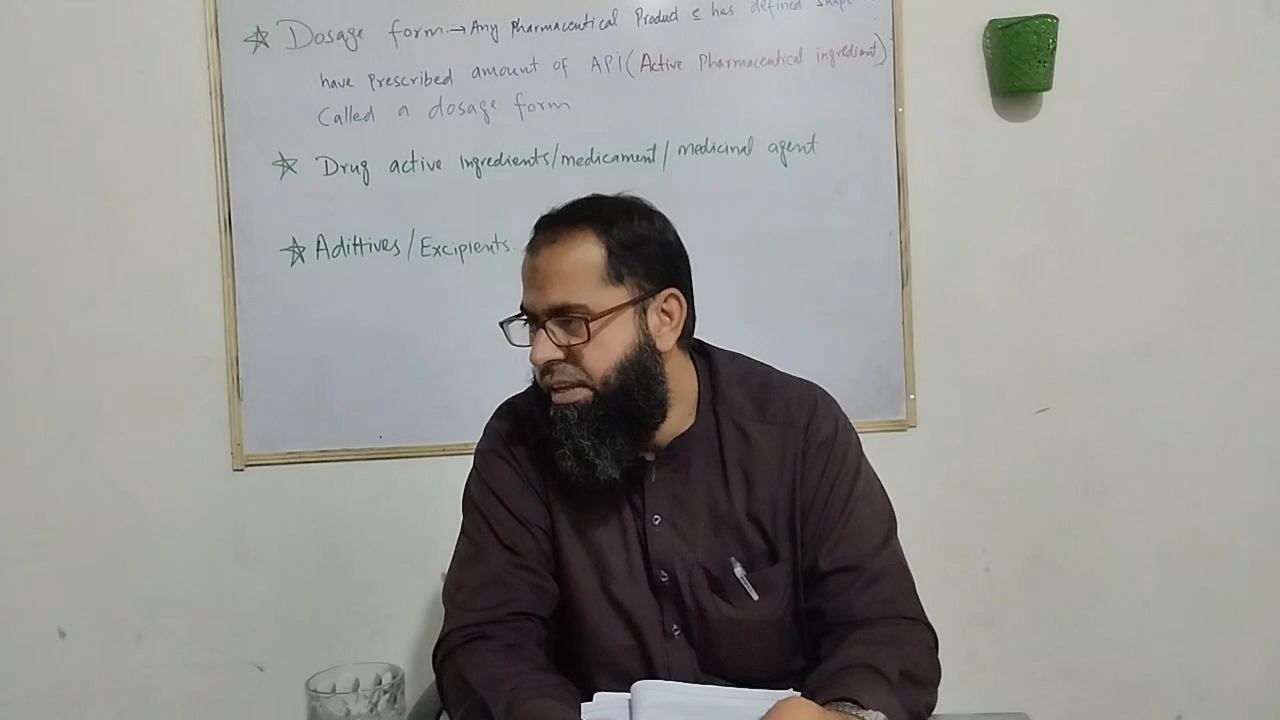 ☆ Dosage form → Any Pharmaceutical Produd c̄ has defined shape
have prescribed amount of API (Active Pharmaceutical ingredient)
Called a dosage form
☆ Drug active Ingredients/medicament/ medicinal agent
☆ Adittives/Excipients